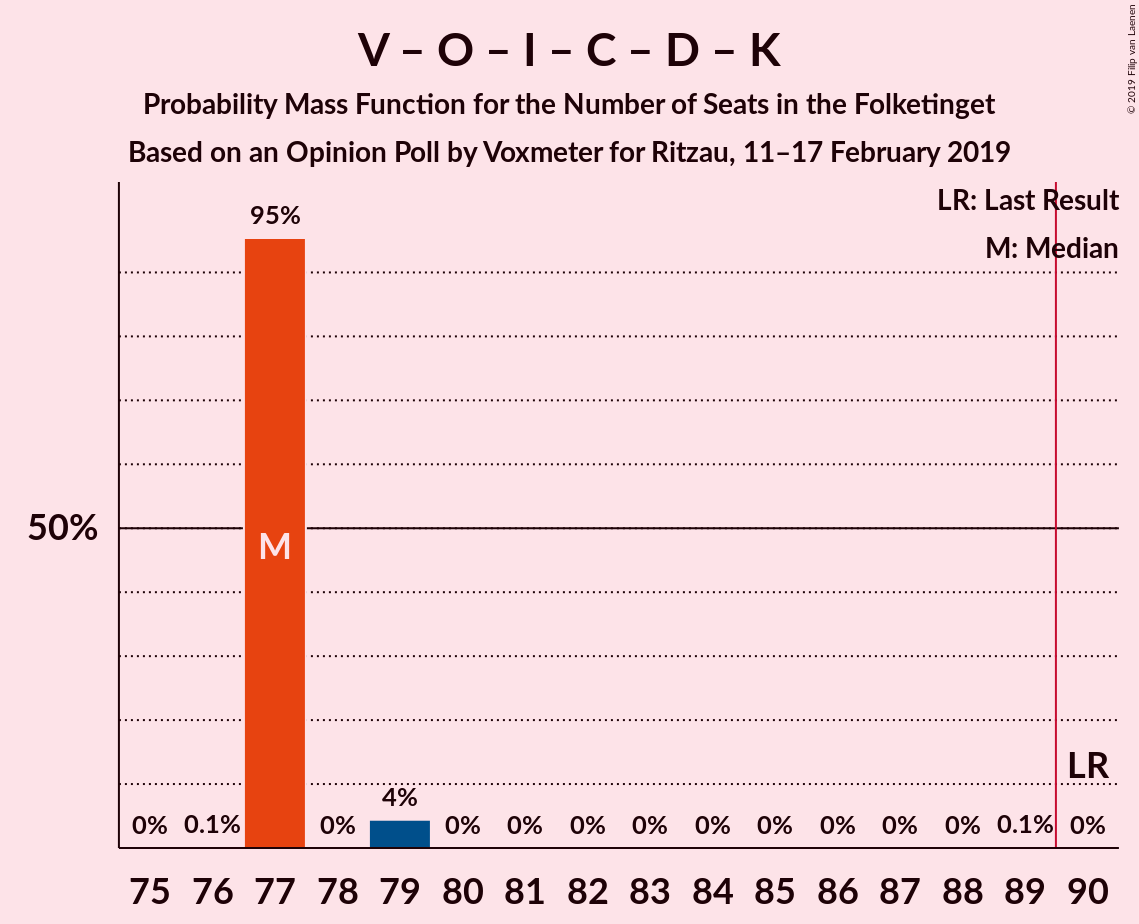 V – O – I – C – D – K
Probability Mass Function for the Number of Seats in the Folketinget
Based on an Opinion Poll by Voxmeter for Ritzau, 11–17 February 2019
© 2019 Filip van Laenen
LR: Last Result
M: Median
95%
50%
M
LR
4%
0% 0.1% 0% 0% 0% 0% 0% 0% 0% 0% 0% 0% 0.1% 0%
75 76 77 78 79 80 81 82 83 84 85 86 87 88 89 90